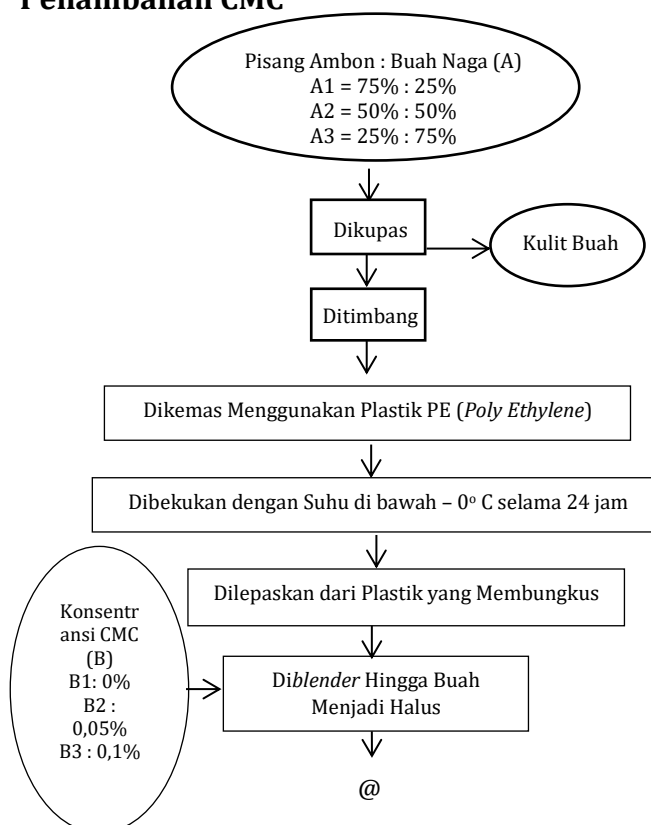 Penambahan CMC
Pisang Ambon : Buah Naga (A)
A1 = 75% : 25%
A2 = 50% : 50%
A3 = 25% : 75%
Dikupas
Kulit Buah
Ditimbang
Dikemas Menggunakan Plastik PE (Poly Ethylene)
Dibekukan dengan Suhu di bawah – 0º C selama 24 jam
Dilepaskan dari Plastik yang Membungkus
Konsentr
ansi CMC
(B)
B1: 0%
B2 :
0,05%
B3 : 0,1%
Diblender Hingga Buah
Menjadi Halus
@